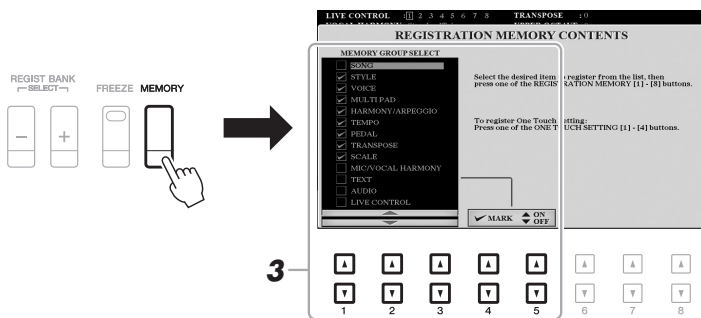 LIVE CONTROL : 1 2 3 4 5 6 7 8 TRANSPOSE : 0
REGISTRATION MEMORY CONTENTS
MEMORY GROUP SELECT
SONG
STYLE
VOICE
MULTI PAD
HARMONY/ARPEGGIO
TEMPO
PEDAL
TRANSPOSE
SCALE
MIC/VOCAL HARMONY
TEXT
AUDIO
LIVE CONTROL
Select the desired item to register from the list, then
press one of the REGISTRATION MEMORY [1] - [8] buttons.
To register One Touch Setting:
Press one of the ONE TOUCH SETTING [1] - [4] buttons.
MARK ON
OFF
REGIST BANK
SELECT
FREEZE MEMORY
- +
3
1 2 3 4 5 6 7 8